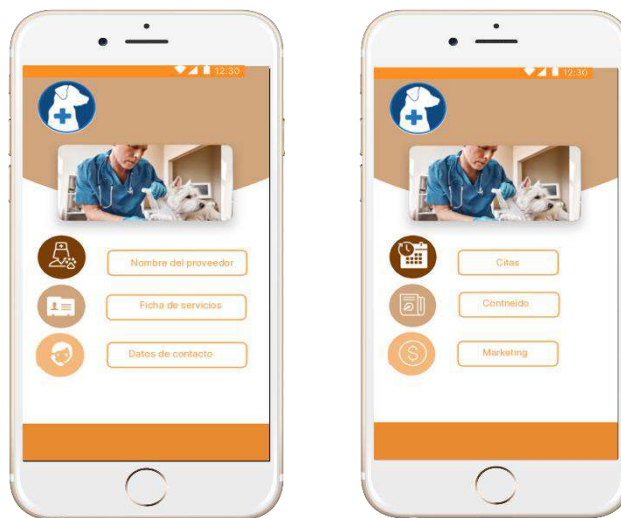 12:30
Nombre del proveedor
Ficha de servicios
Datos de contacto
12:30
Citas
Contneido
Marketing